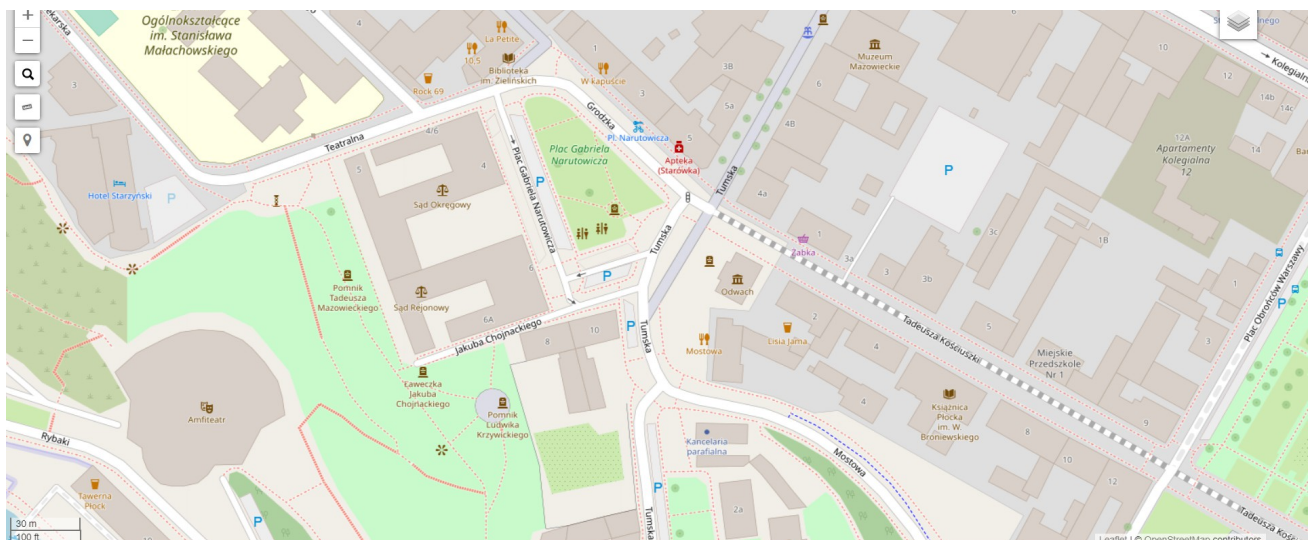 Ogólnokształcące
im. Stanisława
Małachowskiego
La Petite
10.5
Biblioteka
im. Zielińskich
Rock 69
W kapuście
Muzeum
Mazowieckie
Kolegialna
Grodzka
Pl. Narutowicza
Plac Gabriela
Narutowicza
Apteka
(Starówka)
Teatralna
Plac Gabriela Narutowicza
Tumska
Apartamenty
Kolegialna
12
Hotel Starzyński
Sąd Okręgowy
Żabka
Tumska
Pomnik
Tadeusza
Mazowieckiego
Sąd Rejonowy
Odwach
Plac Obrońców Warszawy
Jakuba Chojnackiego
Tumska
Mostowa
Lisia Jama
Tadeusza Kościuszki
Miejskie
Przedszkole
Nr 1
Ławeczka
Jakuba
Chojnackiego
Pomnik
Ludwika
Krzywickiego
Amfiteatr
Książnica
Płocka
im. W.
Broniewskiego
Rybaki
Kancelaria
parafialna
Mostowa
Tawerna
Płock
Tumska
Tadeusza Kościuszki
30 m
100 ft
Leaflet | © OpenStreetMap contributors